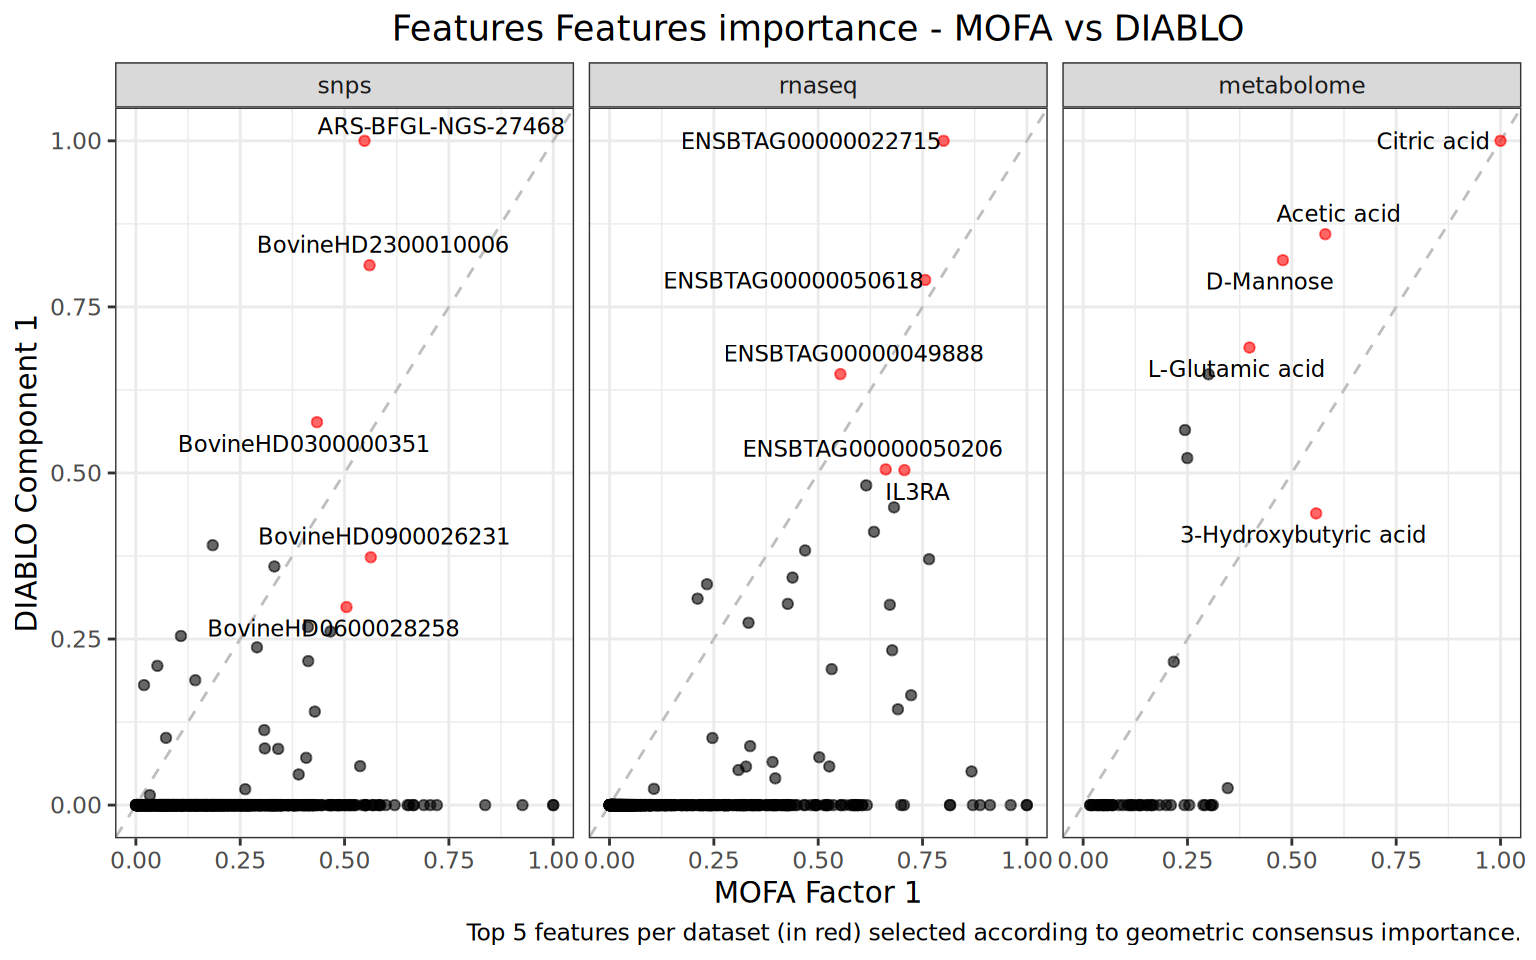 Features Features importance - MOFA vs DIABLO
snps
rnaseq
metabolome
DIABLO Component 1
1.00
0.75
0.50
0.25
0.00
ARS-BFGL-NGS-27468
BovineHD2300010006
BovineHD0300000351
BovineHD0900026231
BovineHD0600028258
ENSBTAG00000022715
ENSBTAG00000050618
ENSBTAG00000049888
ENSBTAG00000050206
IL3RA
Citric acid
Acetic acid
D-Mannose
L-Glutamic acid
3-Hydroxybutyric acid
0.00 0.25 0.50 0.75 1.00
0.00 0.25 0.50 0.75 1.00
0.00 0.25 0.50 0.75 1.00
MOFA Factor 1
Top 5 features per dataset (in red) selected according to geometric consensus importance.